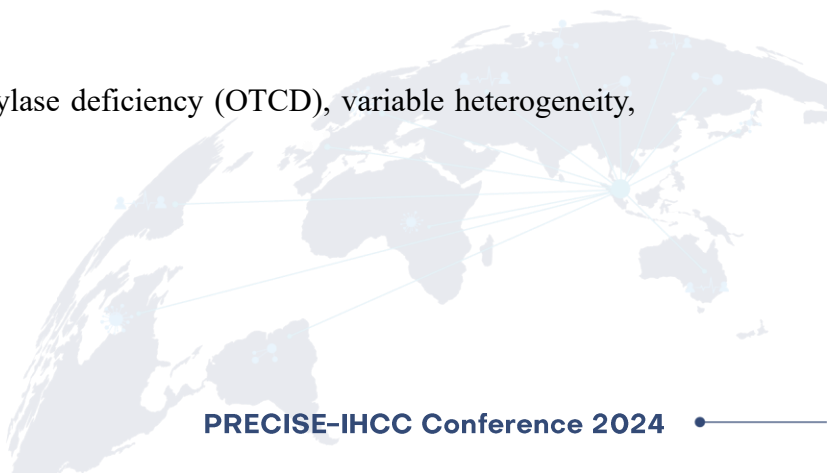 ylase deficiency (OTCD), variable heterogeneity,
PRECISE–IHCC Conference 2024